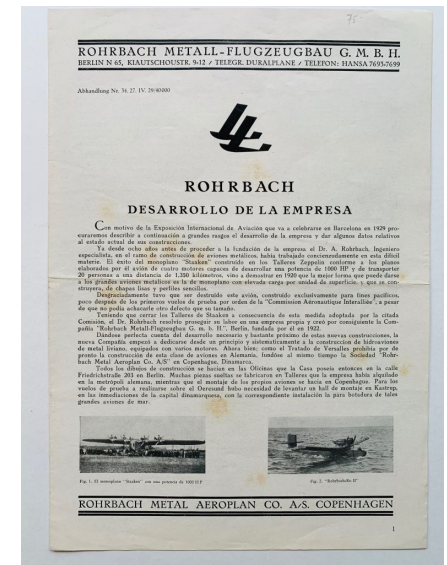 75-
ROHRBACH METALL-FLUGZEUGBAU G. M. B. H.
BERLIN N 65, KIAUTSCHOUSTR. 9-12 / TELEGR. DURALPLANE / TELEFON: HANSA 7693-7699
Abhandlung Nr. 34, 27. IV. 29/40000
ROHRBACH
DESARROLLO DE LA EMPRESA
Con motivo de la Exposición Internacional de Aviación que va a celebrarse en Barcelona en 1929 pro-
curaremos describir a continuación a grandes rasgos el desarrollo de la empresa y dar algunos datos relativos
al estado actual de sus construcciones.
Ya desde ocho años antes de proceder a la fundación de la empresa el Dr. A. Rohrbach, Ingeniero
especialista, en el ramo de construcción de aviones metálicos, había trabajado concienzudamente en esta difícil
materia. El éxito del monoplano "Staaken" construido en los Talleres Zeppelin conforme a los planos
elaborados por él avión de cuatro motores capaces de desarrollar una potencia de 1000 HP y de transportar
20 personas a una distancia de 1,350 kilómetros, vino a demostrar en 1920 que la mejor forma que puede darse
a los grandes aviones metálicos es la de monoplano con elevada carga por unidad de superficie, y que se con-
struyera, de chapas lisas y perfiles sencillos.
Desgraciadamente tuvo que ser destruido este avión, construido exclusivamente para fines pacíficos,
poco después de los primeros vuelos de prueba por orden de la "Commission Aéronautique Interalliée" a pesar
de que no podía achacarle otro defecto que su tamaño.
Teniendo que cerrar los Talleres de Staaken a consecuencia de esta medida adoptada por la citada
Comisión, el Dr. Rohrbach resolvió proseguir su labor en una empresa propia y creó por consiguiente la Com-
pañía "Rohrbach Metall-Flugzeugbau G. m. b. H.", Berlin, fundada por él en 1922.
Dándose perfecta cuenta del desarrollo necesario y bastante próximo de estas nuevas construcciones, la
nueva Compañía empezó a dedicarse desde un principio y sistemáticamente a la construcción de hidroaviones
de metal liviano, equipados con varios motores. Ahora bien; como el Tratado de Versalles prohibía por de
pronto la construcción de esta clase de aviones en Alemania, fundóse al mismo tiempo la Sociedad "Rohr-
bach Metal Aeroplan Co. A/S" en Copenhague, Dinamarca.
Todos los dibujos de construcción se hacían en las Oficinas que la Casa poseía entonces en la calle
Friedrichstraße 203 en Berlin. Muchas piezas sueltas se fabricaron en Talleres que la empresa había alquilado
en la metrópoli alemana, mientras que el montaje de los propios aviones se hacía en Copenhague. Para los
vuelos de prueba a realizarse sobre el Oeresund hubo necesidad de levantar un hall de montaje en Kastrup,
en las inmediaciones de la capital dinamarquesa, con la correspondiente instalación para botadura de tales
grandes aviones de mar.
Fig. 1. El monoplano "Staaken" con una potencia de 1000 HP
Fig. 2.
ROHRBACH METAL AEROPLAN CO. A/S. COPENHAGEN
1